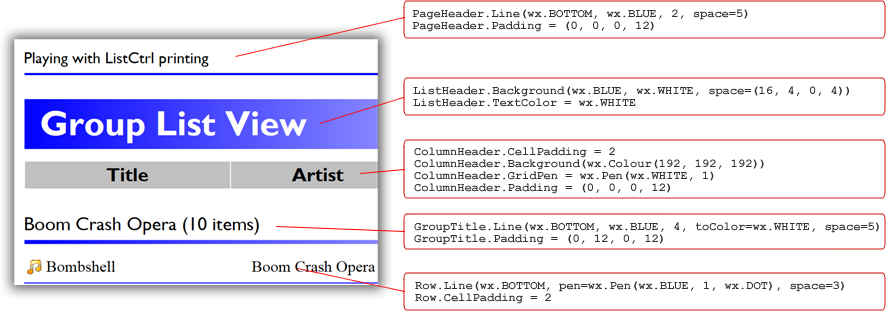 Playing with ListCtrl printing
Group List View
Title Artist
Boom Crash Opera (10 items)
Bombshell Boom Crash Opera
PageHeader.Line(wx.BOTTOM, wx.BLUE, 2, space=5)
PageHeader.Padding = (0, 0, 0, 12)
ListHeader.Background(wx.BLUE, wx.WHITE, space=(16, 4, 0, 4))
ListHeader.TextColor = wx.WHITE
ColumnHeader.CellPadding = 2
ColumnHeader.Background(wx.Colour(192, 192, 192))
ColumnHeader.GridPen = wx.Pen(wx.WHITE, 1)
ColumnHeader.Padding = (0, 0, 0, 12)
GroupTitle.Line(wx.BOTTOM, wx.BLUE, 4, toColor=wx.WHITE, space=5)
GroupTitle.Padding = (0, 12, 0, 12)
Row.Line(wx.BOTTOM, pen=wx.Pen(wx.BLUE, 1, wx.DOT), space=3)
Row.CellPadding = 2